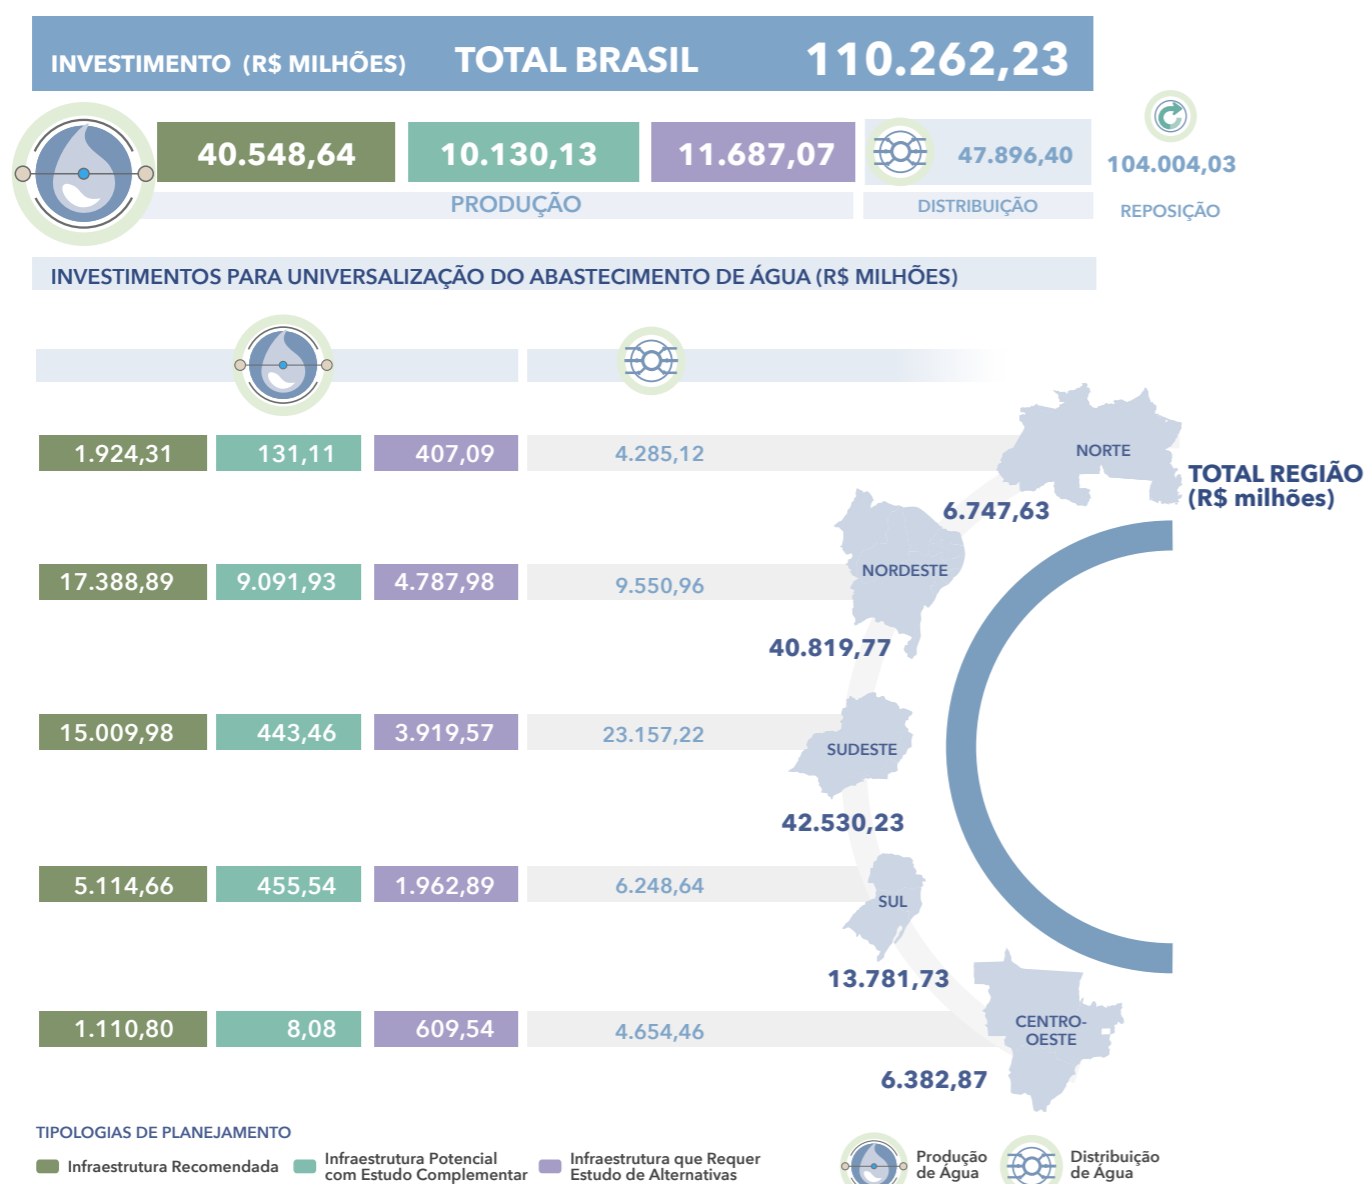 INVESTIMENTO (R$ MILHÕES) TOTAL BRASIL 110.262,23
40.548,64 10.130,13 11.687,07 47.896,40 104.004,03
PRODUÇÃO DISTRIBUIÇÃO REPOSIÇÃO
INVESTIMENTOS PARA UNIVERSALIZAÇÃO DO ABASTECIMENTO DE ÁGUA (R$ MILHÕES)
1.924,31 131,11 407,09 4.285,12 NORTE
TOTAL REGIÃO
(R$ milhões)
6.747,63
17.388,89 9.091,93 4.787,98 9.550,96 NORDESTE
40.819,77
15.009,98 443,46 3.919,57 23.157,22 SUDESTE
42.530,23
5.114,66 455,54 1.962,89 6.248,64 SUL
13.781,73
1.110,80 8,08 609,54 4.654,46 CENTRO-
OESTE
6.382,87
TIPOLOGIAS DE PLANEJAMENTO
Infraestrutura Recomendada
Infraestrutura Potencial
com Estudo Complementar
Infraestrutura que Requer
Estudo de Alternativas
Produção
de Água
Distribuição
de Água